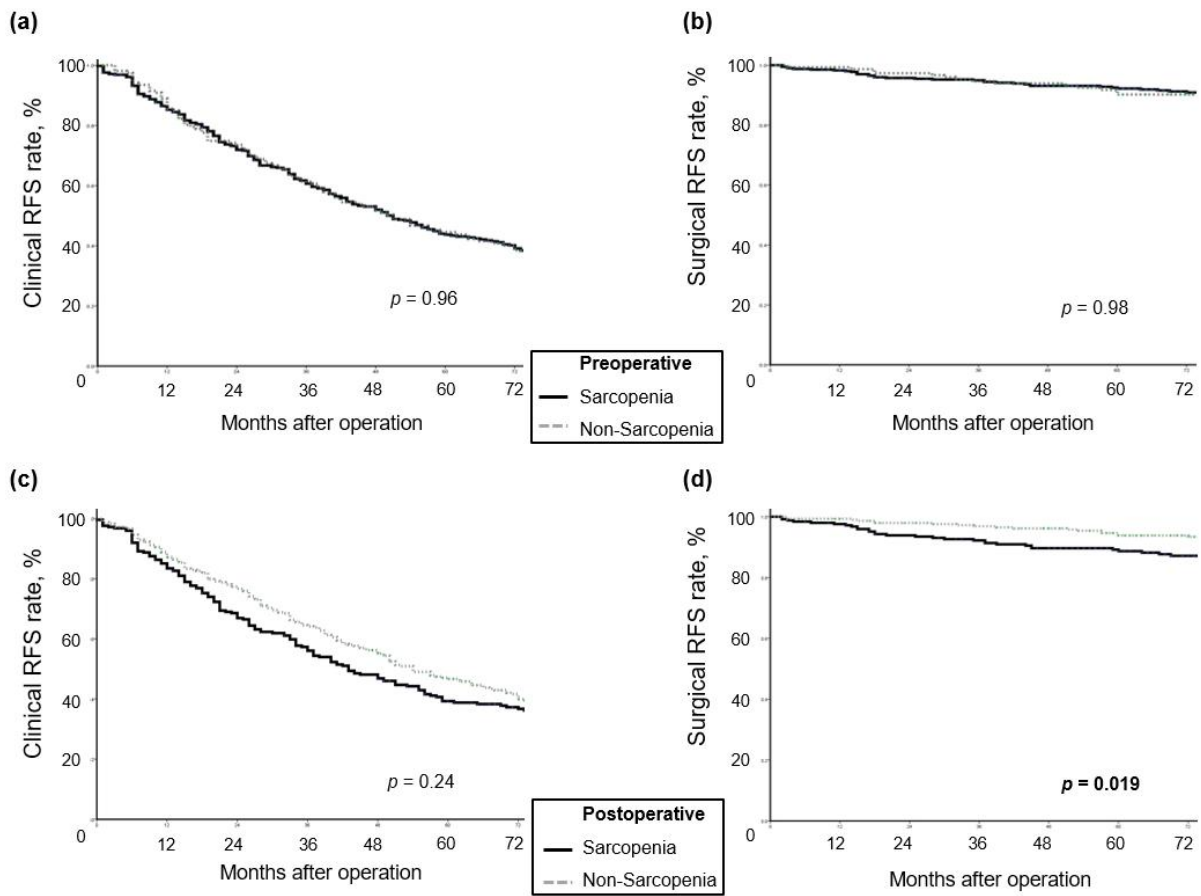 (a)
Clinical RFS rate, %
100
80
60
40
20
0
12 24 36 48 60 72
p = 0.96
Months after operation
(b)
Surgical RFS rate, %
100
80
60
40
20
0
12 24 36 48 60 72
p = 0.98
Months after operation
Preoperative
Sarcopenia
Non-Sarcopenia
(c)
Clinical RFS rate, %
100
80
60
40
20
0
12 24 36 48 60 72
p = 0.24
Months after operation
(d)
Surgical RFS rate, %
100
80
60
40
20
0
12 24 36 48 60 72
p = 0.019
Months after operation
Postoperative
Sarcopenia
Non-Sarcopenia